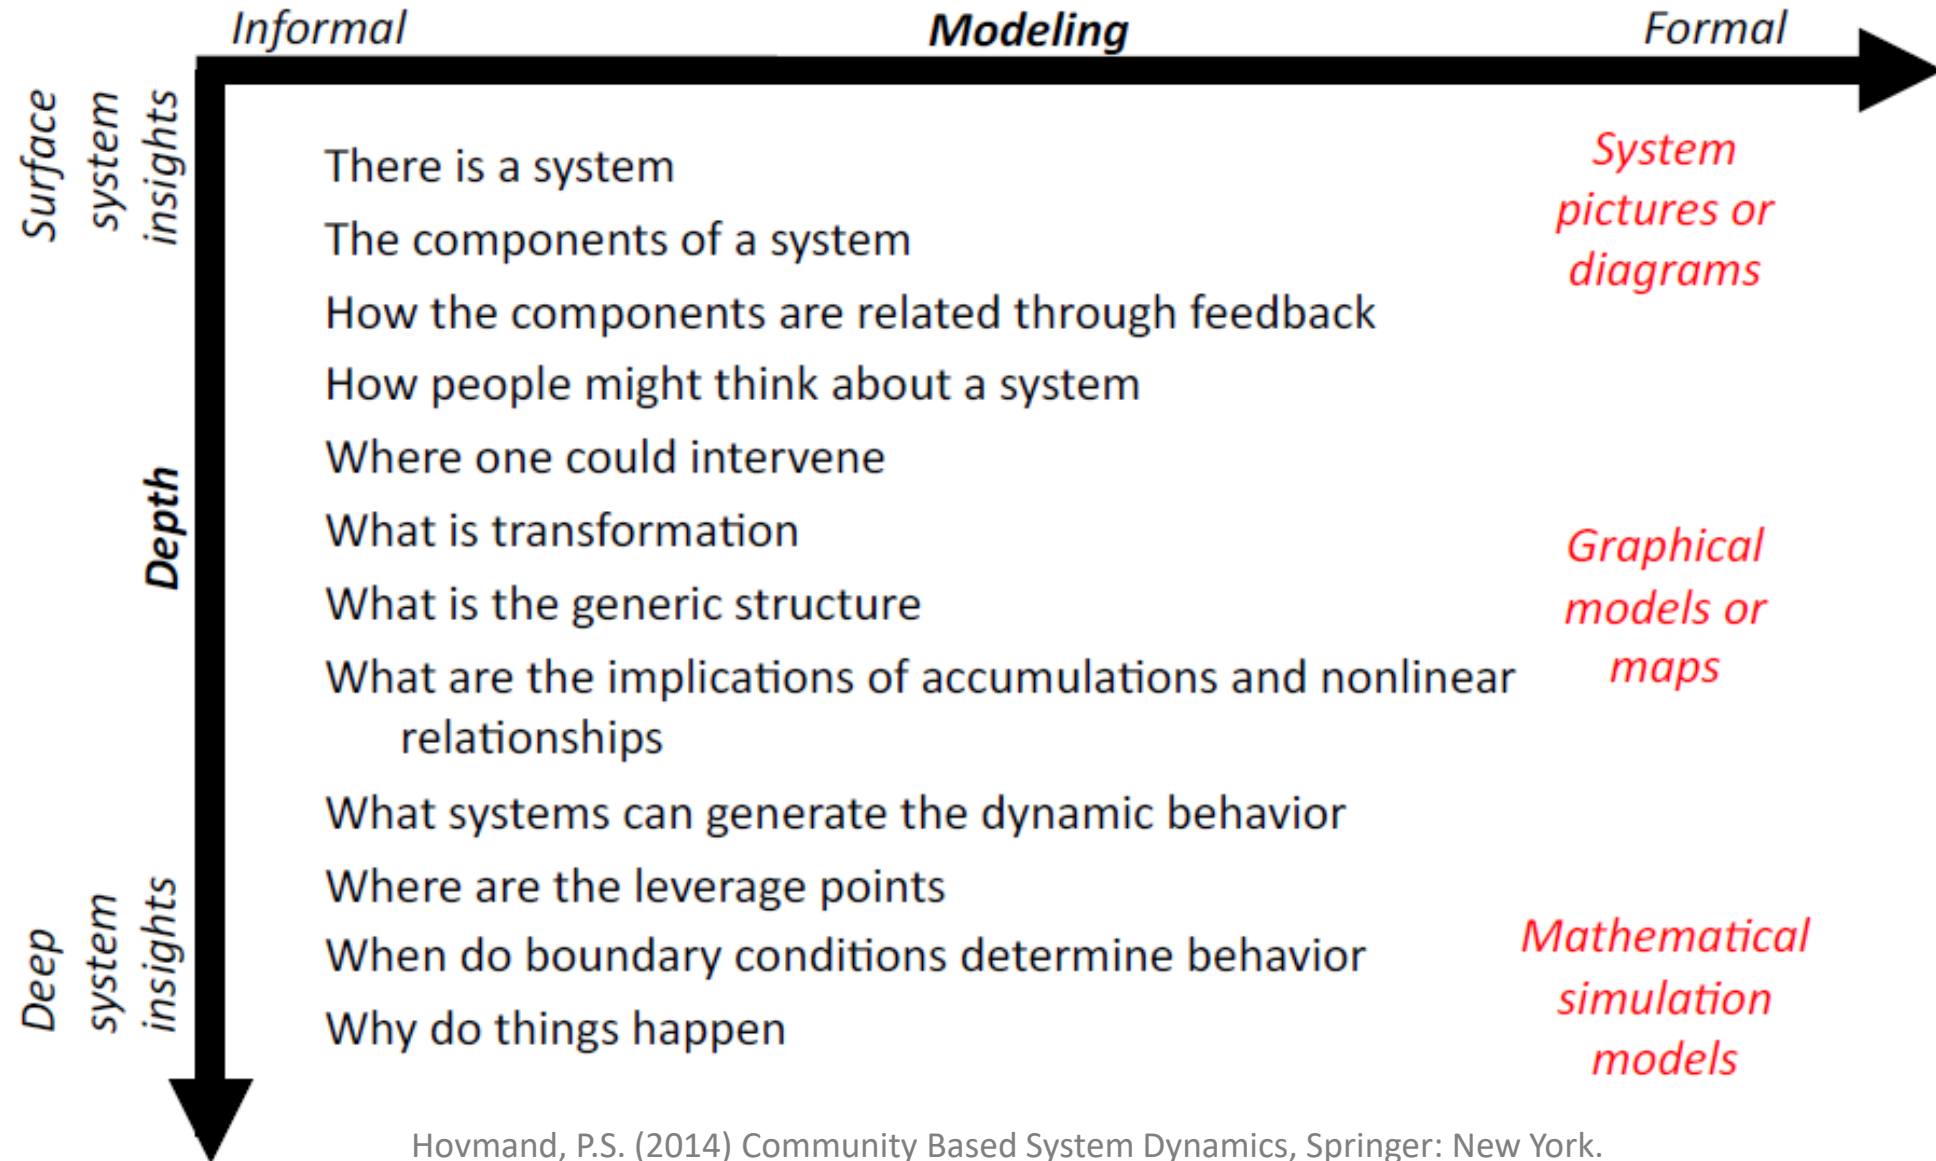 Informal
Modeling
Formal
Surface
system
insights
There is a system
The components of a system
How the components are related through feedback
How people might think about a system
Where one could intervene
What is transformation
What is the generic structure
What are the implications of accumulations and nonlinear
relationships
What systems can generate the dynamic behavior
Where are the leverage points
When do boundary conditions determine behavior
Why do things happen
Depth
Deep
system
insights
System
pictures or
diagrams
Graphical
models or
maps
Mathematical
simulation
models
Hovmand, P.S. (2014) Community Based System Dynamics, Springer: New York.